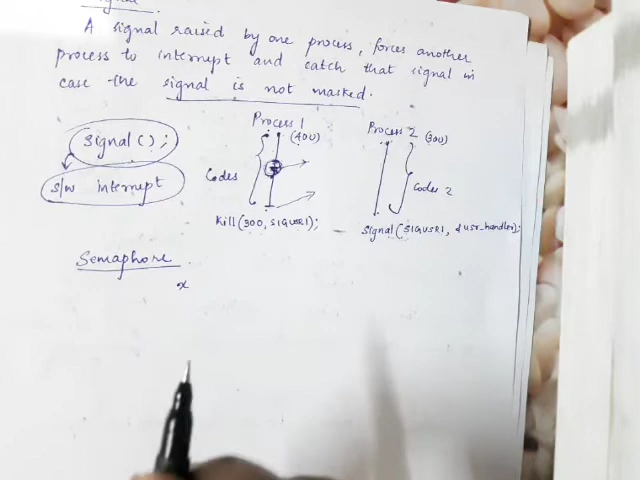 Signal.
A signal raised by one process, forces another
process to interrupt and catch that signal in
case the signal is not masked.
Signal();
s/w interrupt
Process 1
(400)
Codes
Kill(300, SIGUSR1);
Process 2 (300)
Codes 2
Signal(SIGUSR1, &usr_handler);
Semaphore
x